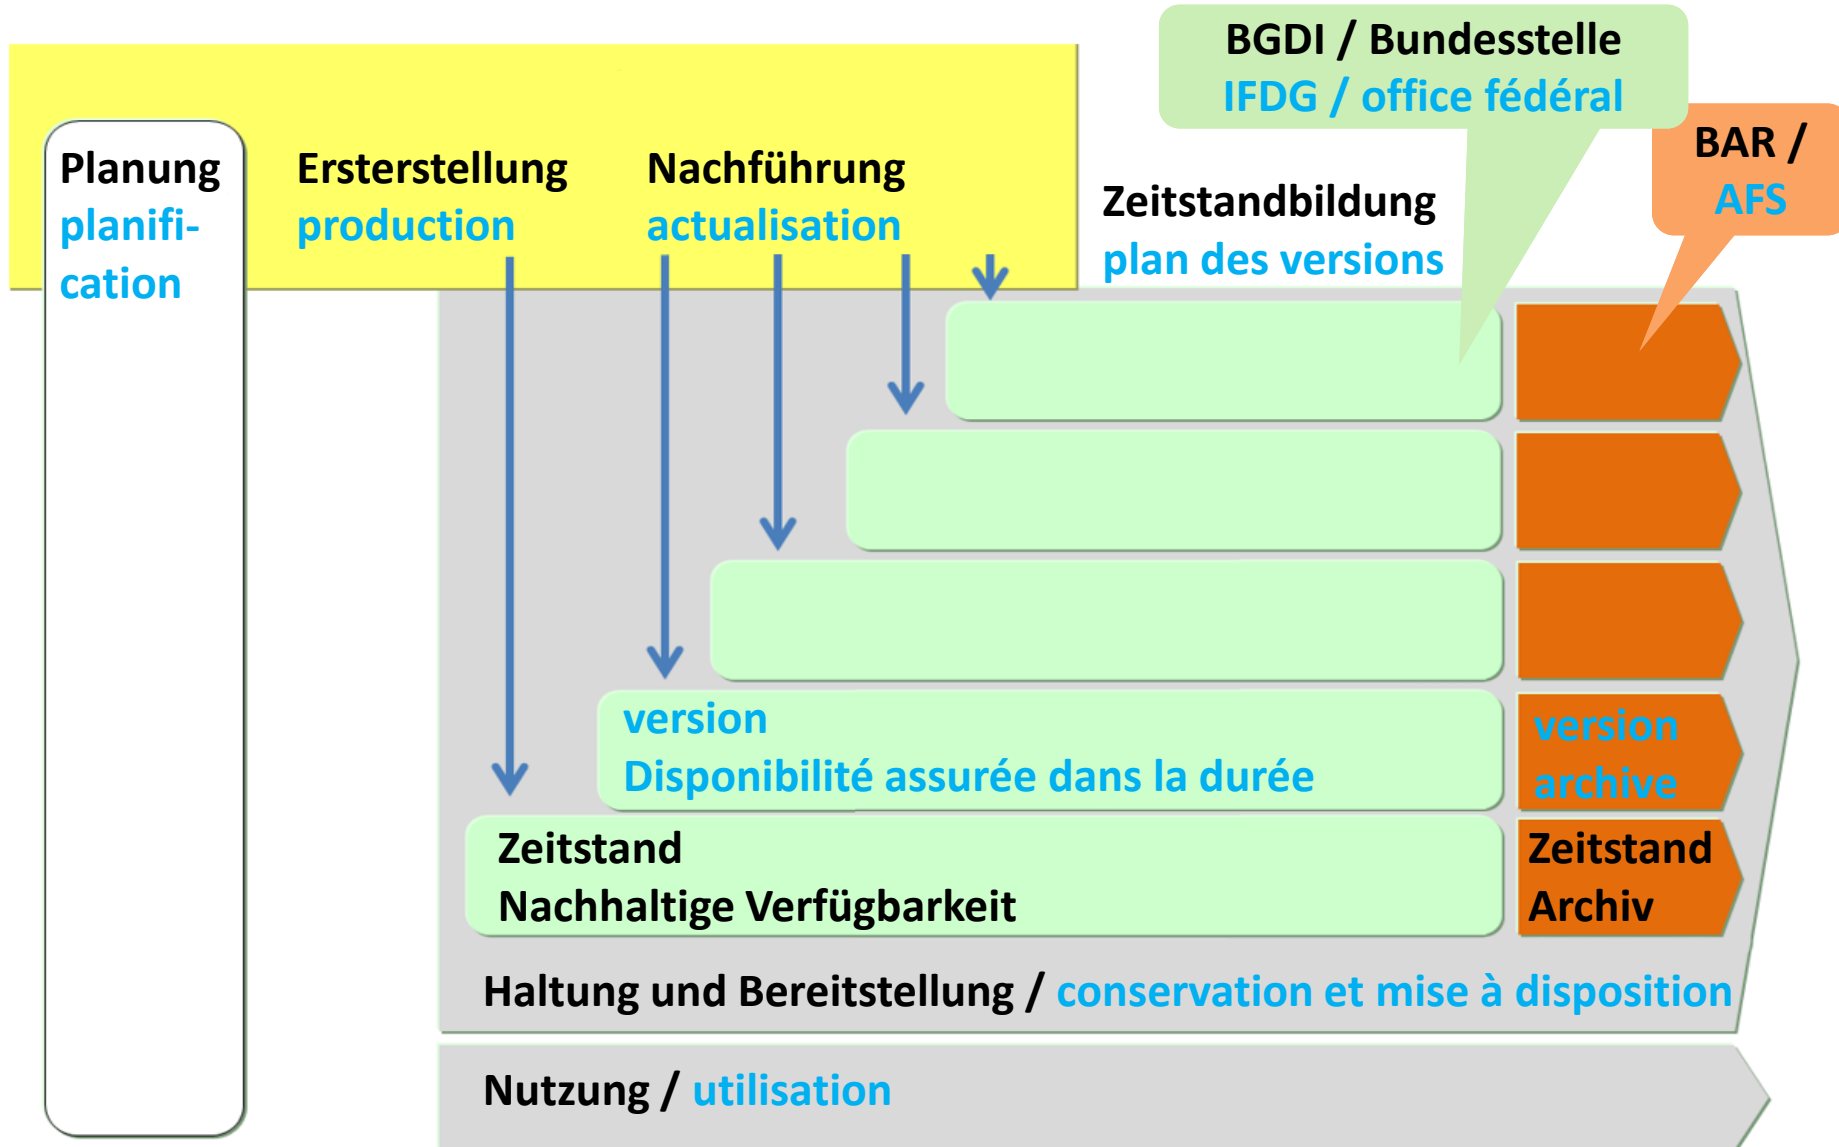 BGDI / Bundesstelle
IFDG / office fédéral
BAR /
AFS
Planung
planifi-
cation
Ersterstellung
production
Nachführung
actualisation
Zeitstandbildung
plan des versions
version
Disponibilité assurée dans la durée
version
archive
Zeitstand
Nachhaltige Verfügbarkeit
Zeitstand
Archiv
Haltung und Bereitstellung / conservation et mise à disposition
Nutzung / utilisation